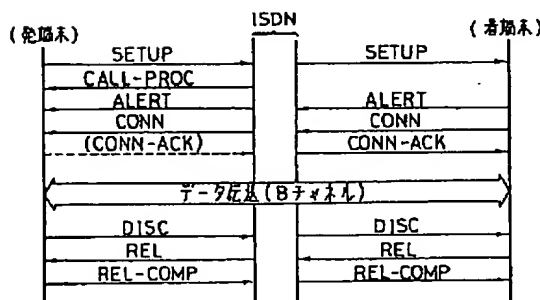 ISDN
(発端末)
(着端末)
SETUP
SETUP
CALL-PROC
ALERT
ALERT
CONN
CONN
(CONN-ACK)
CONN-ACK
データ伝送(Bチャネル)
DISC
DISC
REL
REL
REL-COMP
REL-COMP